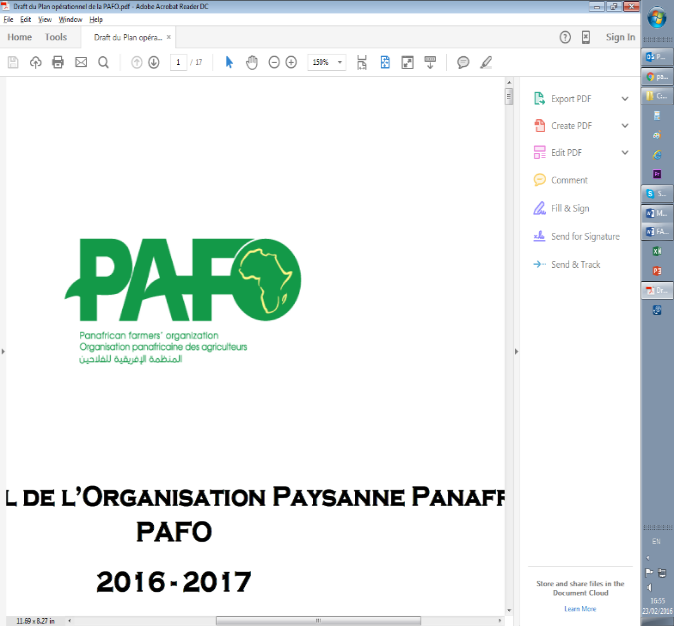 Draft du Plan opérationnel de la PAFO.pdf - Adobe Acrobat Reader DC
File Edit View Window Help
Home Tools Draft du Plan opéra... × Sign In
1 / 17 150%
Export PDF
Create PDF
Edit PDF
Comment
Fill & Sign
Send for Signature
Send & Track
PAFO
Panafrican farmers' organization
Organisation panafricaine des agriculteurs
المنظمة الإفريقية للفلاحين
L DE L'ORGANISATION PAYSANNE PANAFR
PAFO
2016 - 2017
Store and share files in the
Document Cloud
Learn More
11.69 x 8.27 in
EN
16:55
23/02/2016